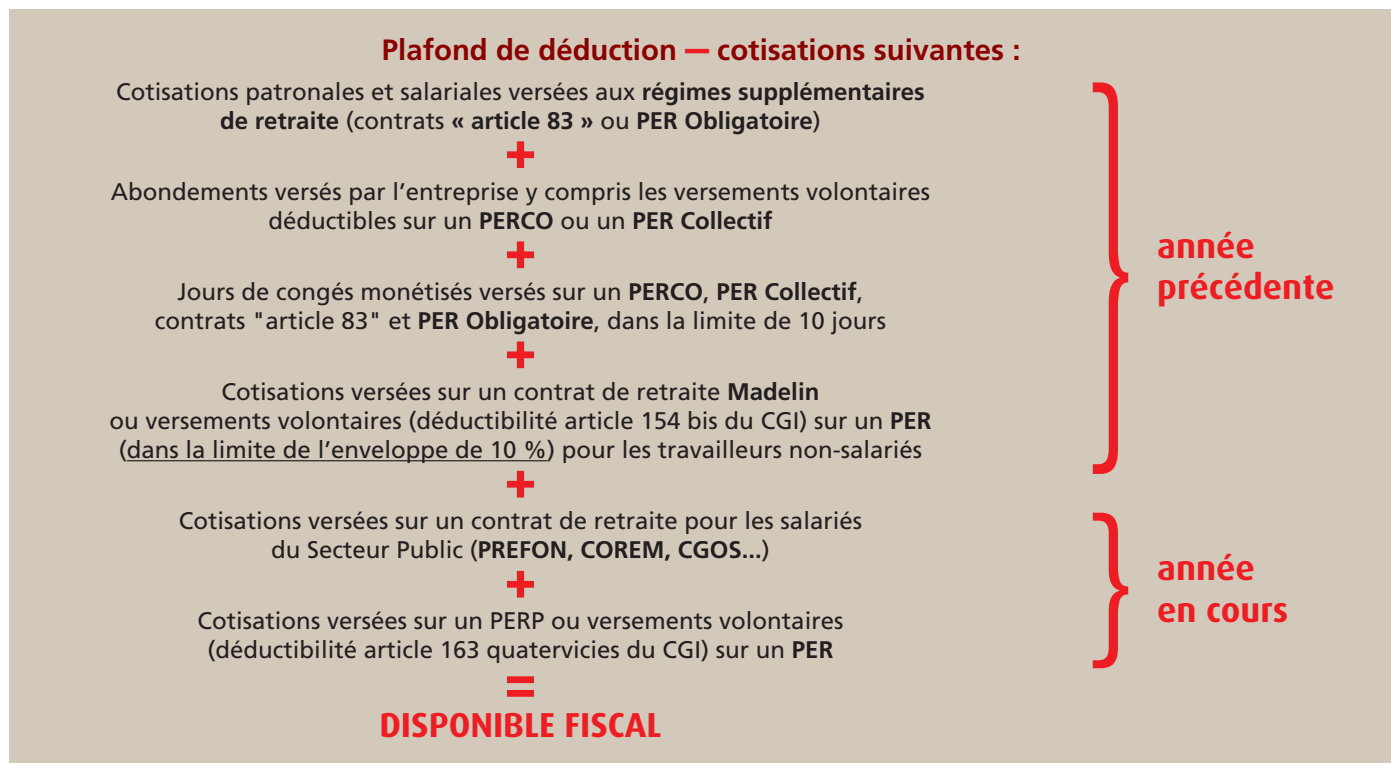 Plafond de déduction — cotisations suivantes :
Cotisations patronales et salariales versées aux régimes supplémentaires
de retraite (contrats « article 83 » ou PER Obligatoire)
+
Abondements versés par l'entreprise y compris les versements volontaires
déductibles sur un PERCO ou un PER Collectif
+
Jours de congés monétisés versés sur un PERCO, PER Collectif,
contrats "article 83" et PER Obligatoire, dans la limite de 10 jours
+
Cotisations versées sur un contrat de retraite Madelin
ou versements volontaires (déductibilité article 154 bis du CGI) sur un PER
(dans la limite de l'enveloppe de 10 %) pour les travailleurs non-salariés
année
précédente
+
Cotisations versées sur un contrat de retraite pour les salariés
du Secteur Public (PREFON, COREM, CGOS...)
+
Cotisations versées sur un PERP ou versements volontaires
(déductibilité article 163 quatervicies du CGI) sur un PER
année
en cours
=
DISPONIBLE FISCAL